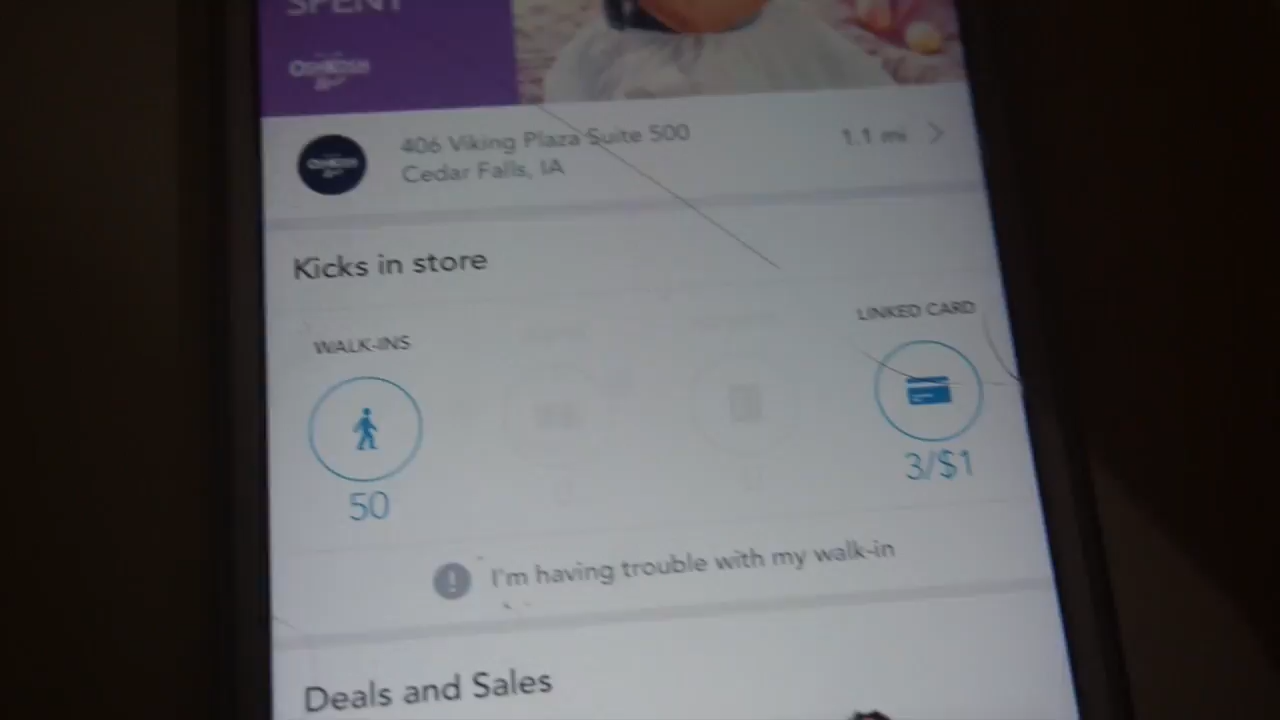 SPENT
OSHKOSH
406 Viking Plaza Suite 500
1.1 mi
Cedar Falls, IA
Kicks in store
WALK-INS
LINKED CARD
50
3/$1
I'm having trouble with my walk-in
Deals and Sales